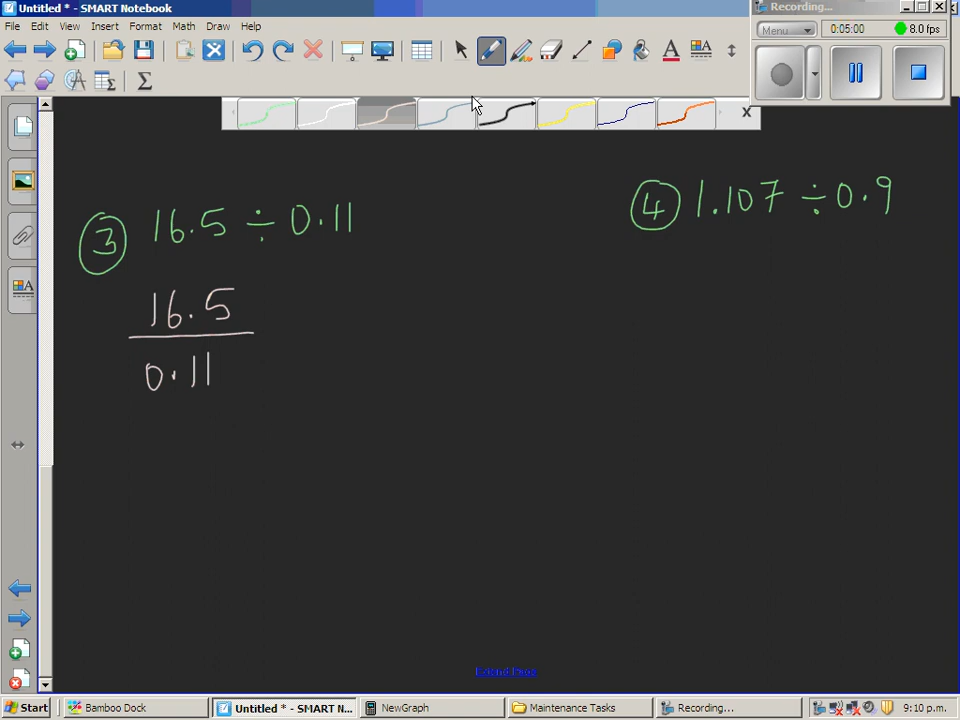 Untitled * - SMART Notebook
Recording...
File Edit View Insert Format Draw Help
Menu
0:05:00
8.0 fps
x
③ 16.5 ÷ 0.11
④ 1.107 ÷ 0.9
16.5
0.11
Extend Page
Start
Bamboo Dock
Untitled * - SMART N...
NewGraph
Maintenance Tasks
Recording...
9:10 p.m.